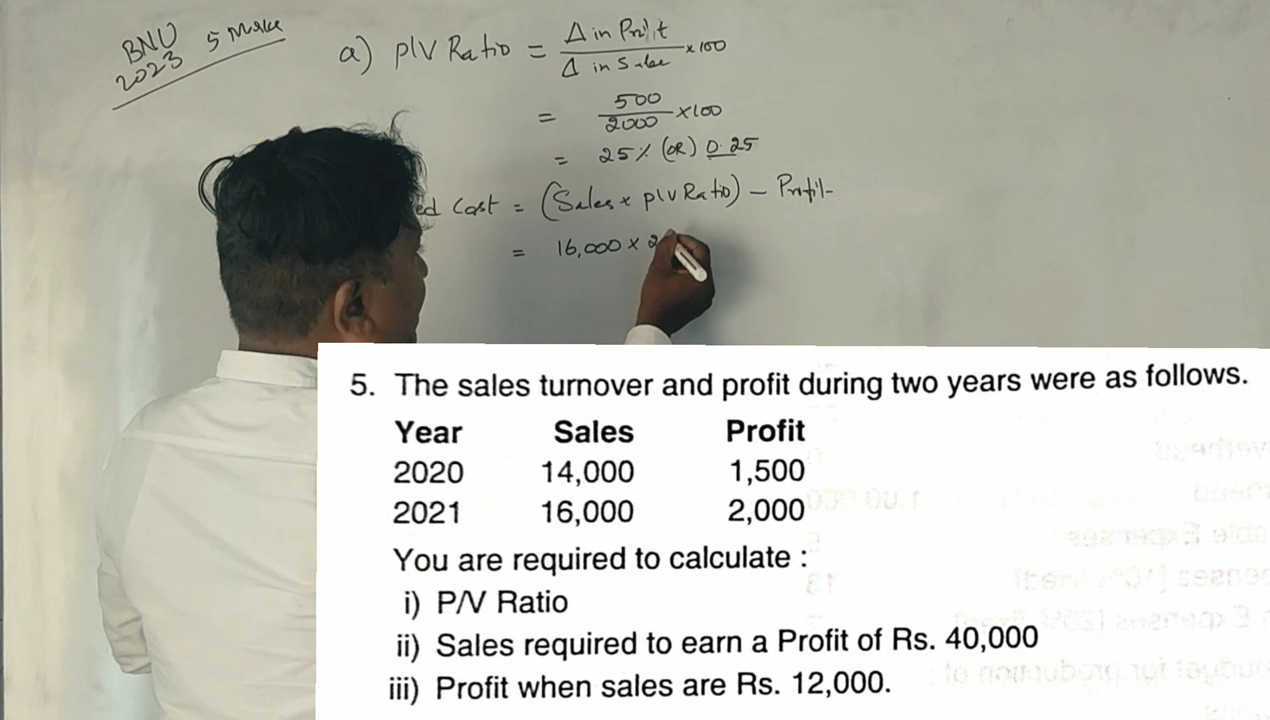 BNU 5 Marks
2023
a) P/V Ratio = Δ in Profit / Δ in Sales × 100
= 500 / 2000 × 100
= 25% (OR) 0.25
ed Cost = (Sales × P/V Ratio) – Profit
= 16,000 × 2
5. The sales turnover and profit during two years were as follows.
Year Sales Profit
2020 14,000 1,500
2021 16,000 2,000
You are required to calculate :
i) P/V Ratio
ii) Sales required to earn a Profit of Rs. 40,000
iii) Profit when sales are Rs. 12,000.